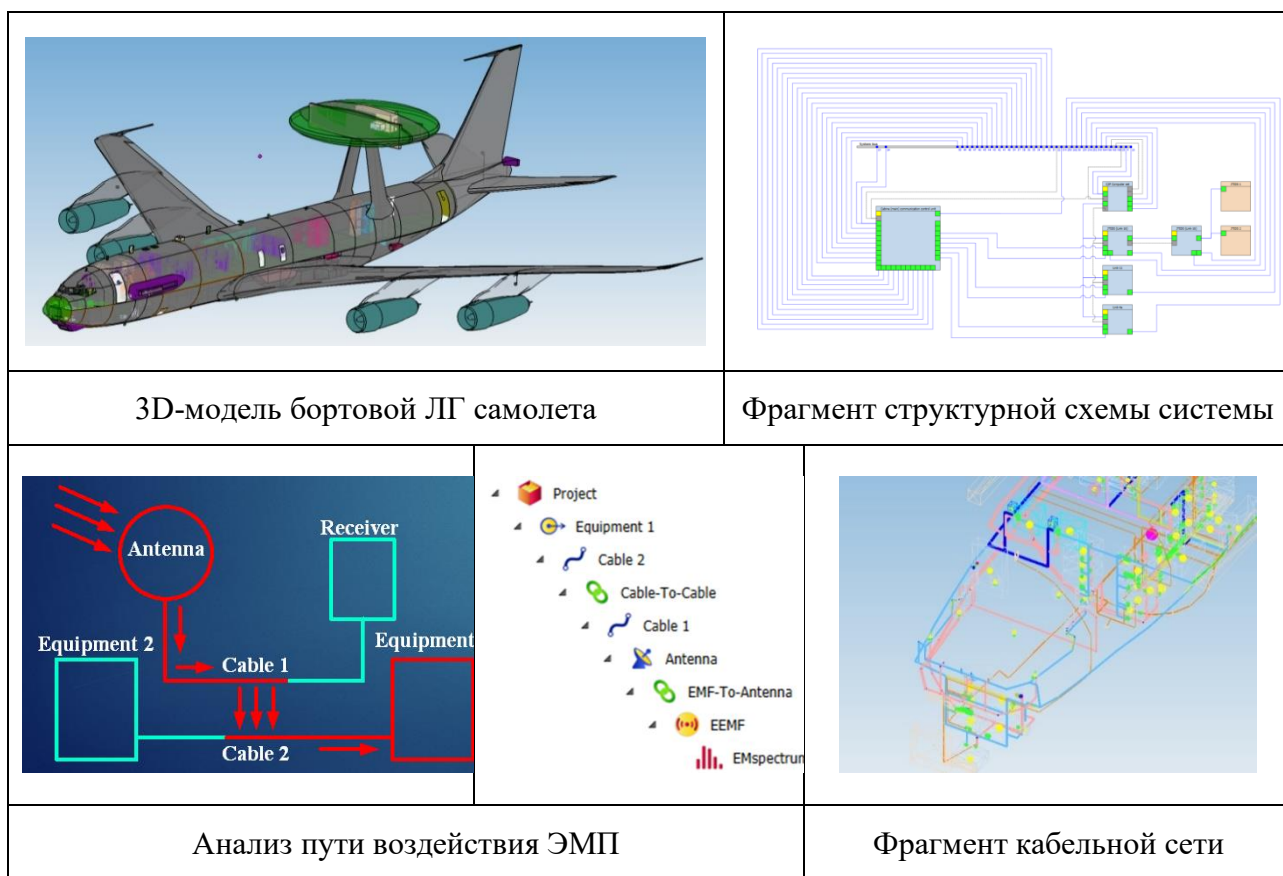 3D-модель бортовой ЛГ самолета
Фрагмент структурной схемы системы
Antenna
Receiver
Equipment 2
Equipment
Cable 1
Cable 2
Project
Equipment 1
Cable 2
Cable-To-Cable
Cable 1
Antenna
EMF-To-Antenna
EEMF
EMspectrum
Анализ пути воздействия ЭМП
Фрагмент кабельной сети